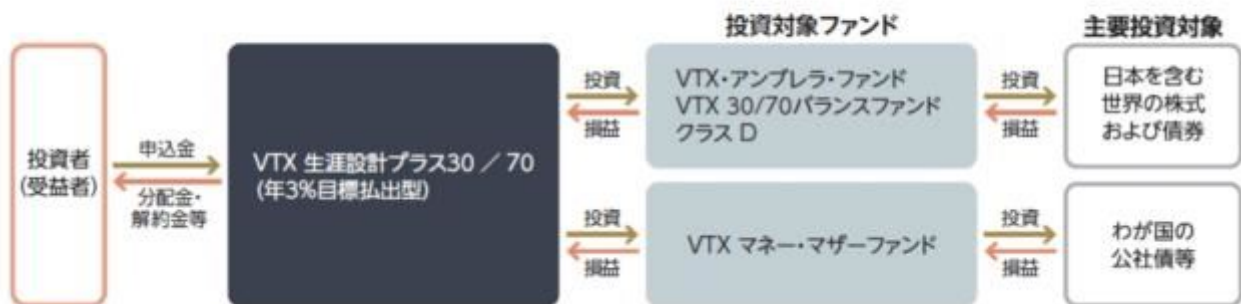 投資対象ファンド
主要投資対象
投資者
(受益者)
申込金
分配金・
解約金等
VTX 生涯設計プラス30 / 70
(年3%目標払出型)
投資
損益
VTX・アンブレラ・ファンド
VTX 30/70バランスファンド
クラス D
投資
損益
日本を含む
世界の株式
および債券
投資
損益
VTX マネー・マザーファンド
投資
損益
わが国の
公社債等